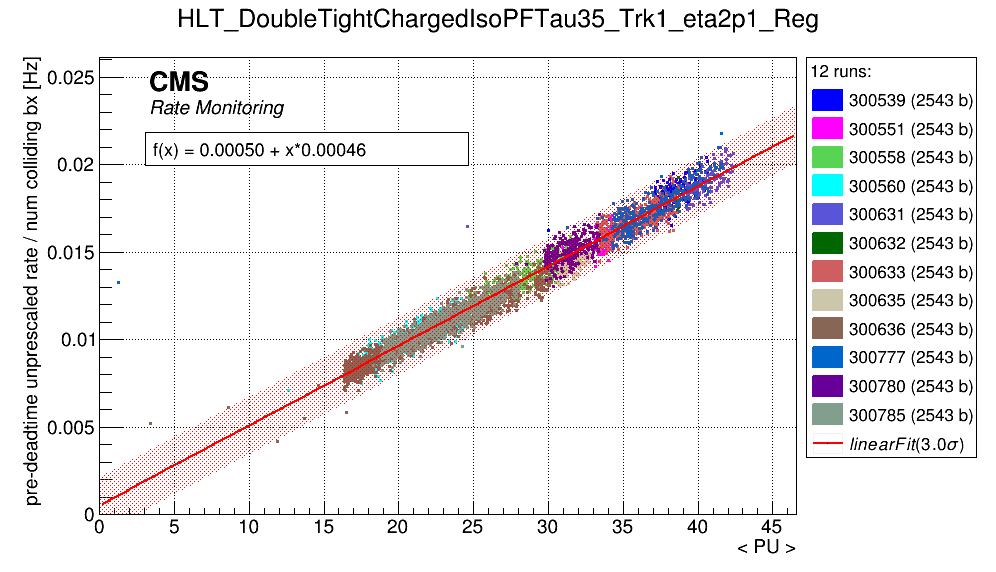 HLT_DoubleTightChargedIsoPFTau35_Trk1_eta2p1_Reg
pre-deadtime unprescaled rate / num colliding bx [Hz]
0.025
0.02
0.015
0.01
0.005
0
CMS
Rate Monitoring
f(x) = 0.00050 + x*0.00046
0 5 10 15 20 25 30 35 40 45
< PU >
12 runs:
300539 (2543 b)
300551 (2543 b)
300558 (2543 b)
300560 (2543 b)
300631 (2543 b)
300632 (2543 b)
300633 (2543 b)
300635 (2543 b)
300636 (2543 b)
300777 (2543 b)
300780 (2543 b)
300785 (2543 b)
linearFit(3.0σ)